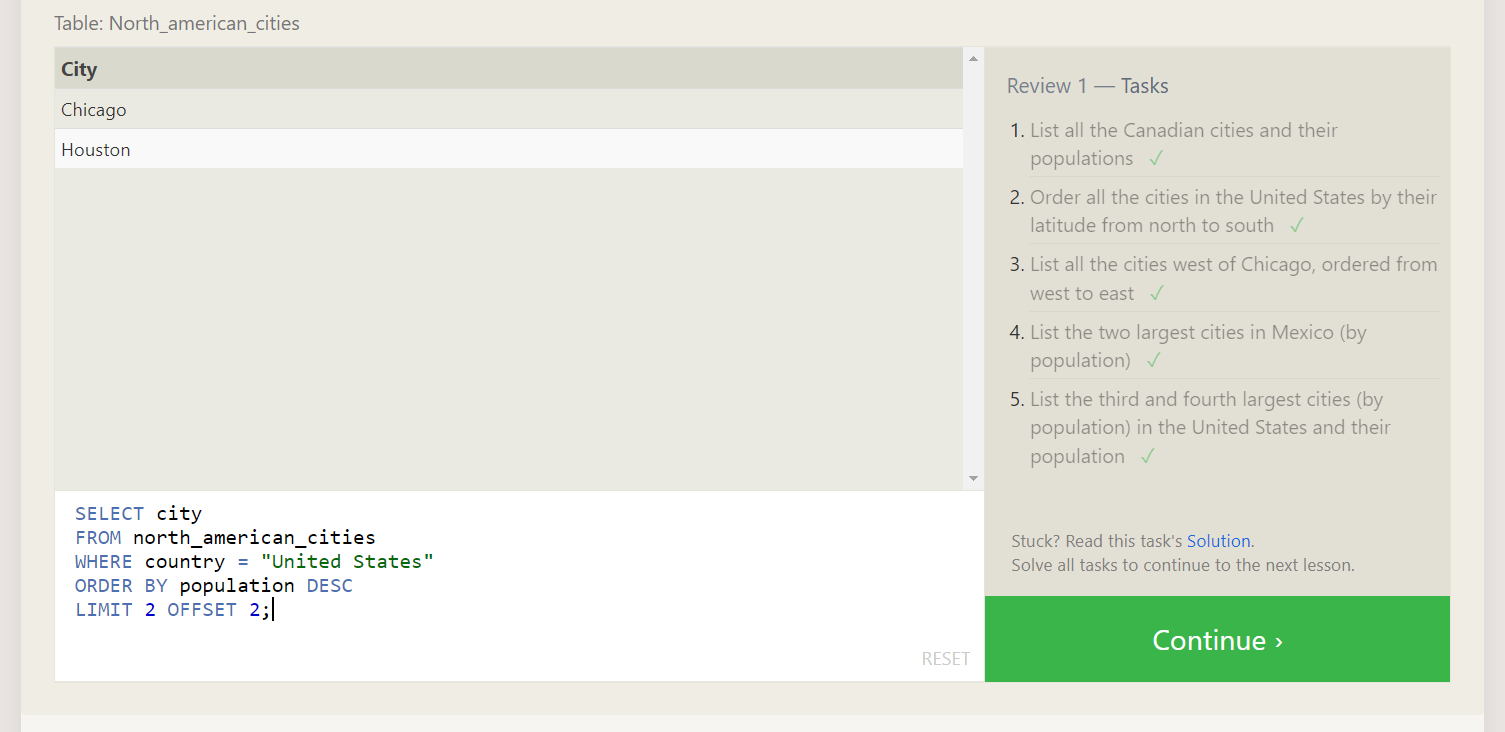 Table: North_american_cities
City
Chicago
Houston
SELECT city
FROM north_american_cities
WHERE country = "United States"
ORDER BY population DESC
LIMIT 2 OFFSET 2;
RESET
Review 1 — Tasks
1. List all the Canadian cities and their
populations ✓
2. Order all the cities in the United States by their
latitude from north to south ✓
3. List all the cities west of Chicago, ordered from
west to east ✓
4. List the two largest cities in Mexico (by
population) ✓
5. List the third and fourth largest cities (by
population) in the United States and their
population ✓
Stuck? Read this task's Solution.
Solve all tasks to continue to the next lesson.
Continue ›